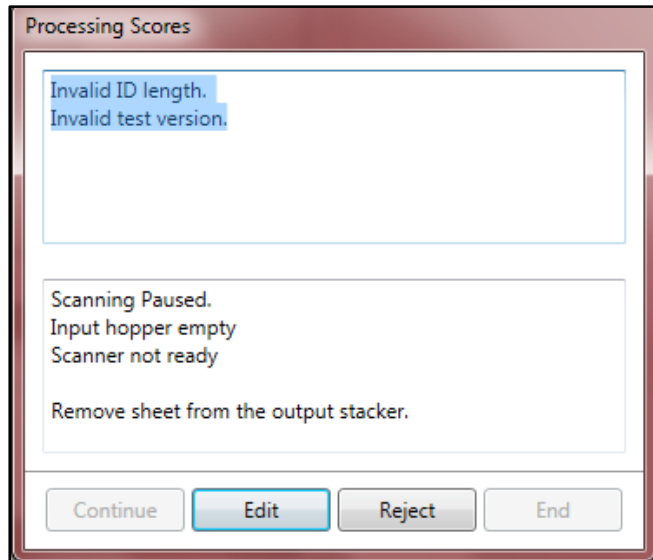 Processing Scores
Invalid ID length.
Invalid test version.
Scanning Paused.
Input hopper empty
Scanner not ready
Remove sheet from the output stacker.
Continue
Edit
Reject
End